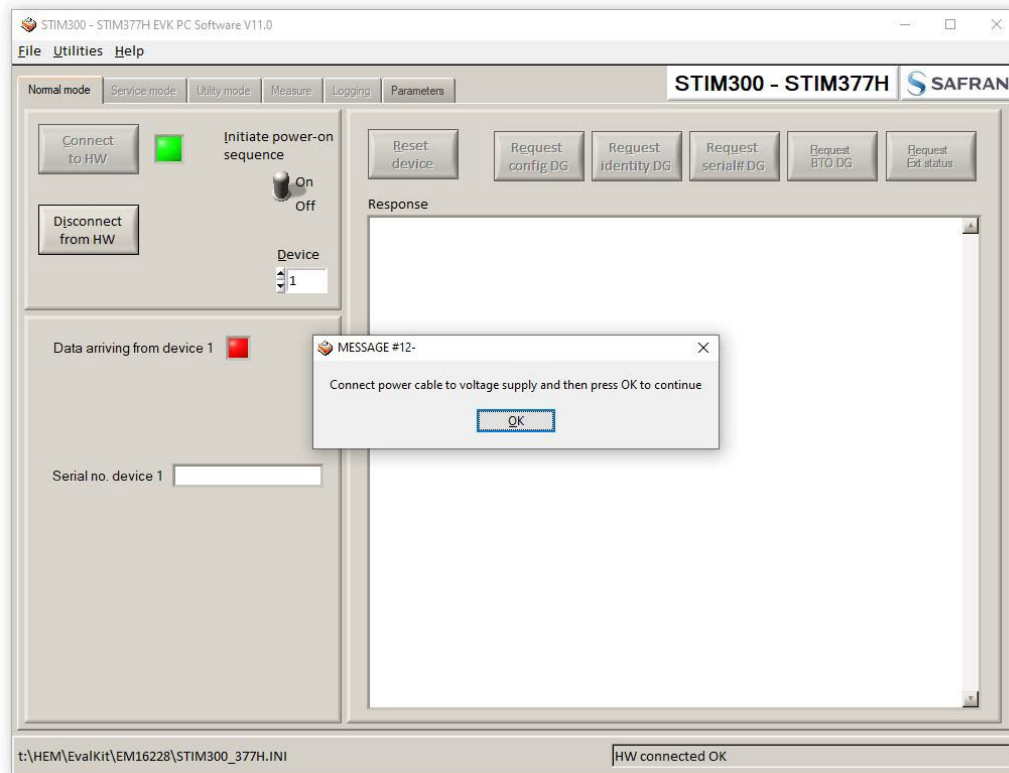 STIM300 - STIM377H EVK PC Software V11.0
File Utilities Help
Normal mode Service mode Utility mode Measure Logging Parameters
STIM300 - STIM377H SAFRAN
Connect
to HW
Initiate power-on
sequence
On
Off
Disconnect
from HW
Device
1
Reset
device
Request
config DG
Request
identity DG
Request
serial# DG
Request
BTO DG
Request
Ext status
Response
Data arriving from device 1
MESSAGE #12-
Connect power cable to voltage supply and then press OK to continue
OK
Serial no. device 1
t:\HEM\EvalKit\EM16228\STIM300_377H.INI
HW connected OK